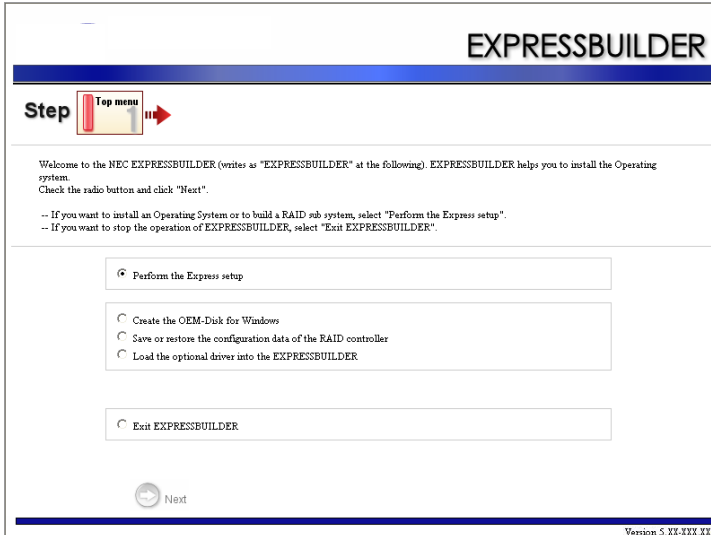 EXPRESSBUILDER
Step
Top menu
1
Welcome to the NEC EXPRESSBUILDER (writes as "EXPRESSBUILDER" at the following). EXPRESSBUILDER helps you to install the Operating
system.
Check the radio button and click "Next".
-- If you want to install an Operating System or to build a RAID sub system, select "Perform the Express setup".
-- If you want to stop the operation of EXPRESSBUILDER, select "Exit EXPRESSBUILDER".
Perform the Express setup
Create the OEM-Disk for Windows
Save or restore the configuration data of the RAID controller
Load the optional driver into the EXPRESSBUILDER
Exit EXPRESSBUILDER
Next
Version 5.XX-XXX.XX